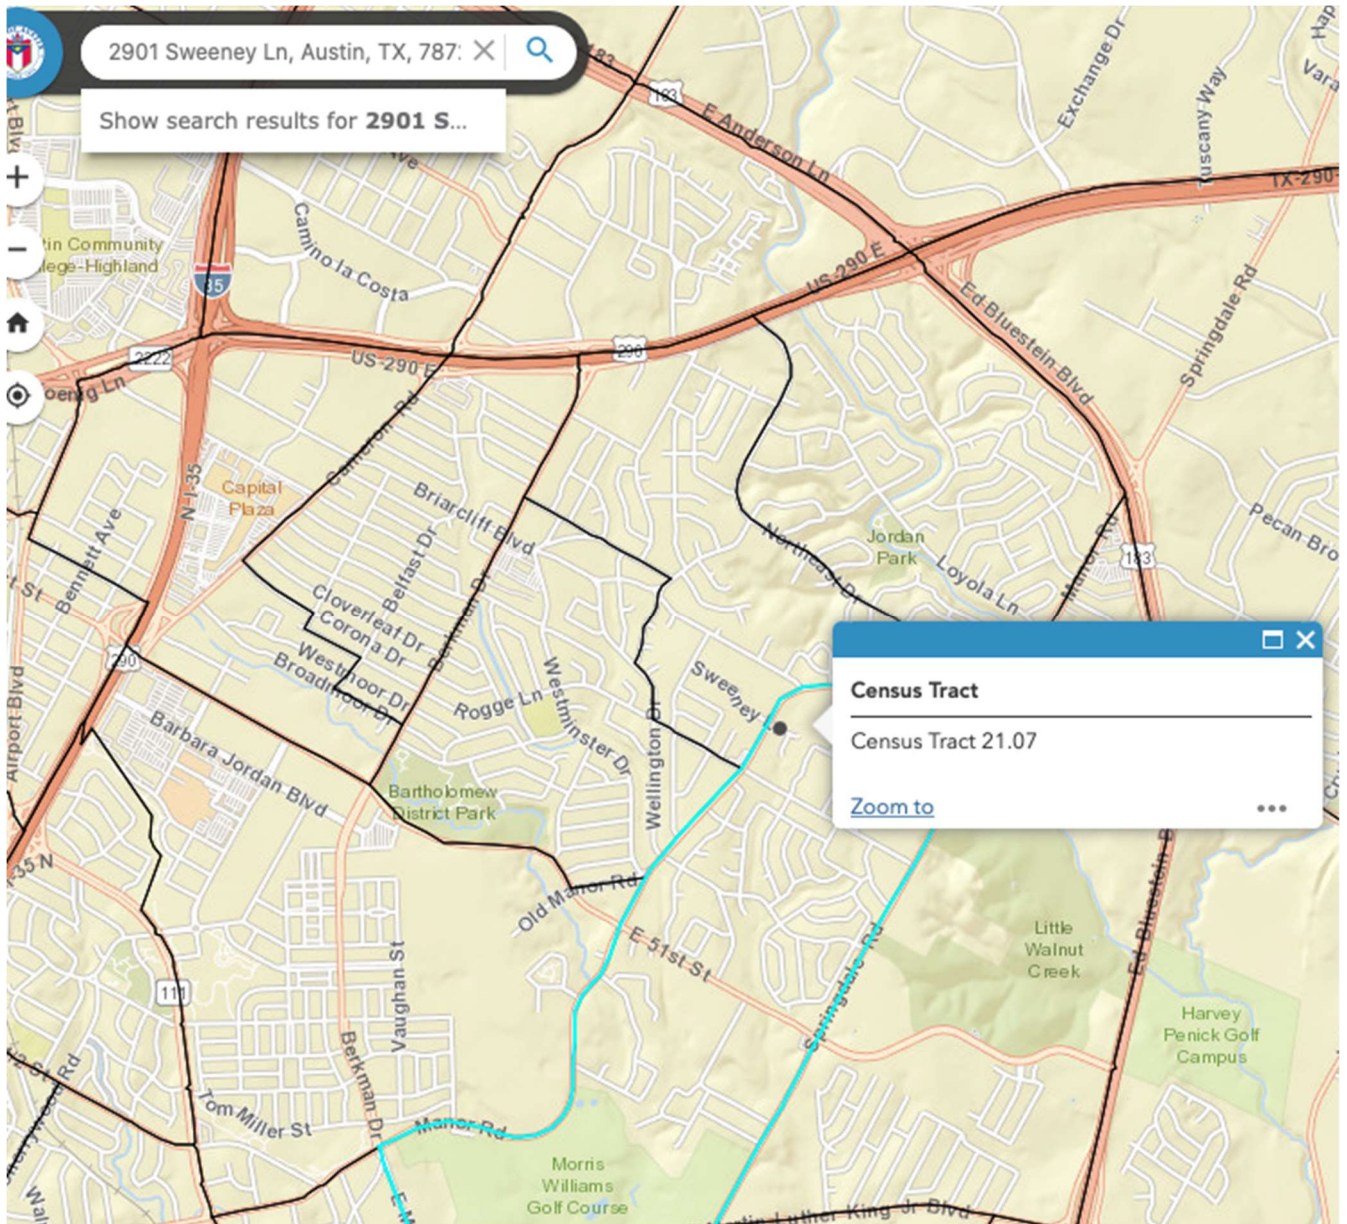 2901 Sweeney Ln, Austin, TX, 787
Show search results for 2901 S...
183
E Anderson Ln
Exchange Dr
Tuscany Way
TX-290
Camino la Costa
35
US-290 E
Ed Bluestein Blvd
Springdale Rd
2222
US-290 E
290
Cameron Rd
N I-35
Capital
Plaza
Briarcliff Blvd
Bennett Ave
Belfast Dr
Northeast Dr
Jordan
Park
Loyola Ln
Manor Rd
183
Pecan Bro
Cloverleaf Dr
Corona Dr
Westmoor Dr
Broadmoor Dr
Berkman Dr
290
Airport Blvd
Rogge Ln
Westminster Dr
Wellington Dr
Sweeney
Census Tract
Census Tract 21.07
Zoom to
Barbara Jordan Blvd
Bartholomew
District Park
Old Manor Rd
E 51st St
I-35 N
Vaughan St
111
Springdale Rd
Little
Walnut
Creek
Ed Bluestein B
Harvey
Penick Golf
Campus
Berkman Dr
Tom Miller St
Manor Rd
Morris
Williams
Golf Course
E M
rtin Luther King Jr Blvd